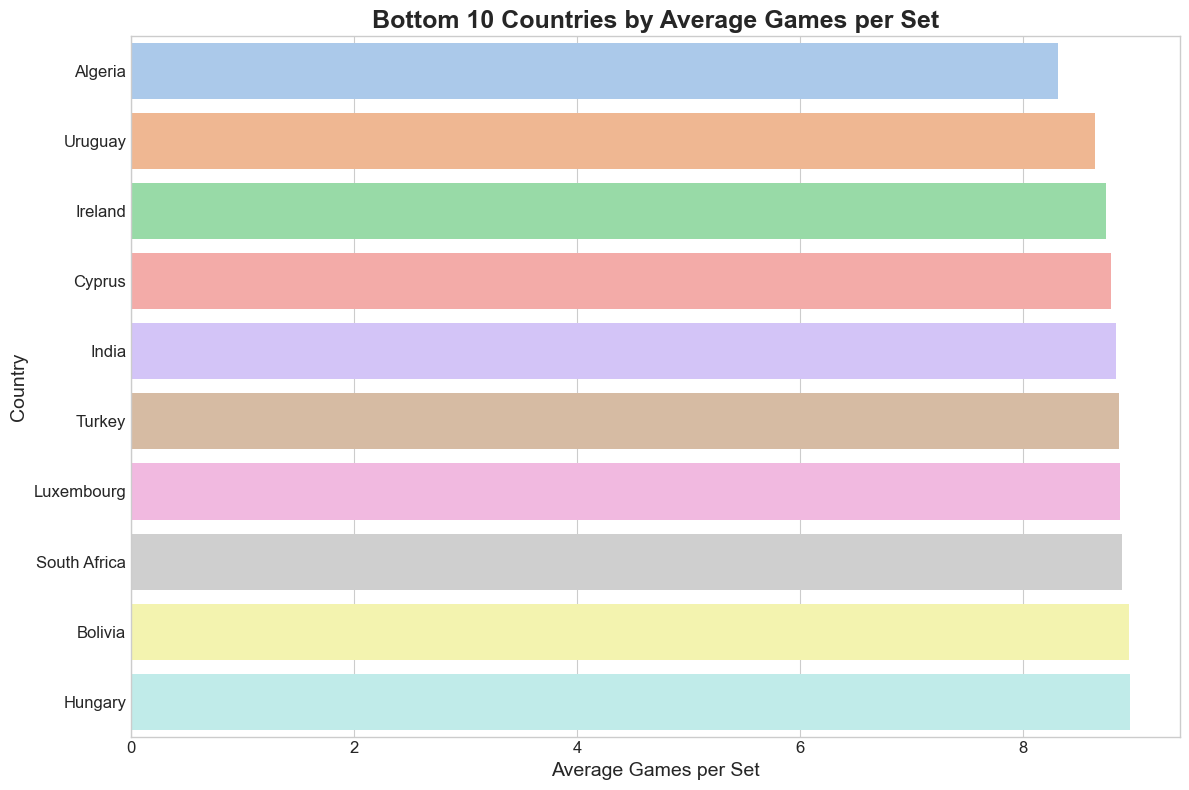 Bottom 10 Countries by Average Games per Set
Country
Algeria
Uruguay
Ireland
Cyprus
India
Turkey
Luxembourg
South Africa
Bolivia
Hungary
0 2 4 6 8
Average Games per Set